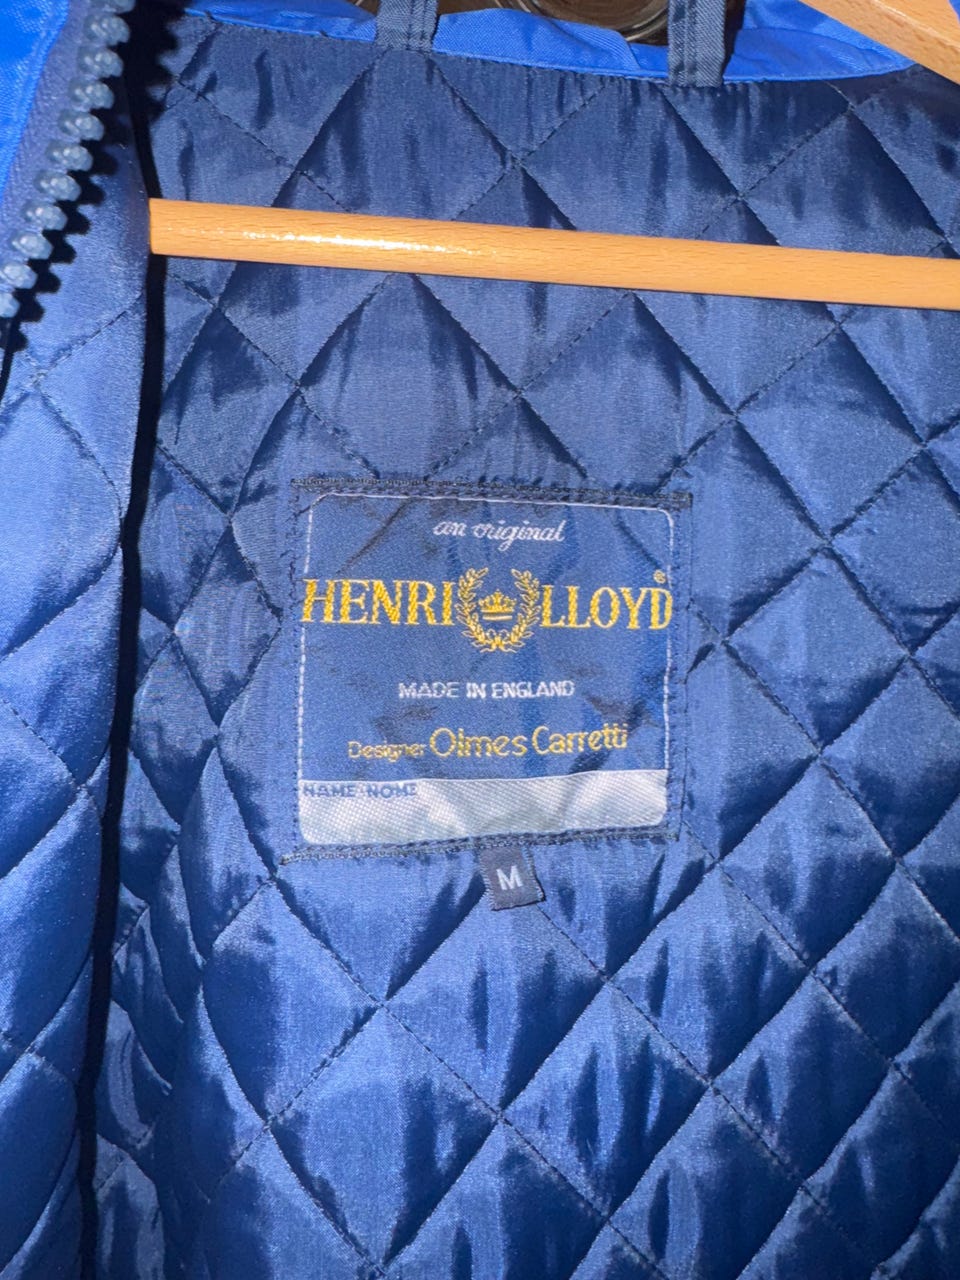 an original
HENRI LLOYD®
MADE IN ENGLAND
Designer Olmes Carretti
NAME·NOME
M